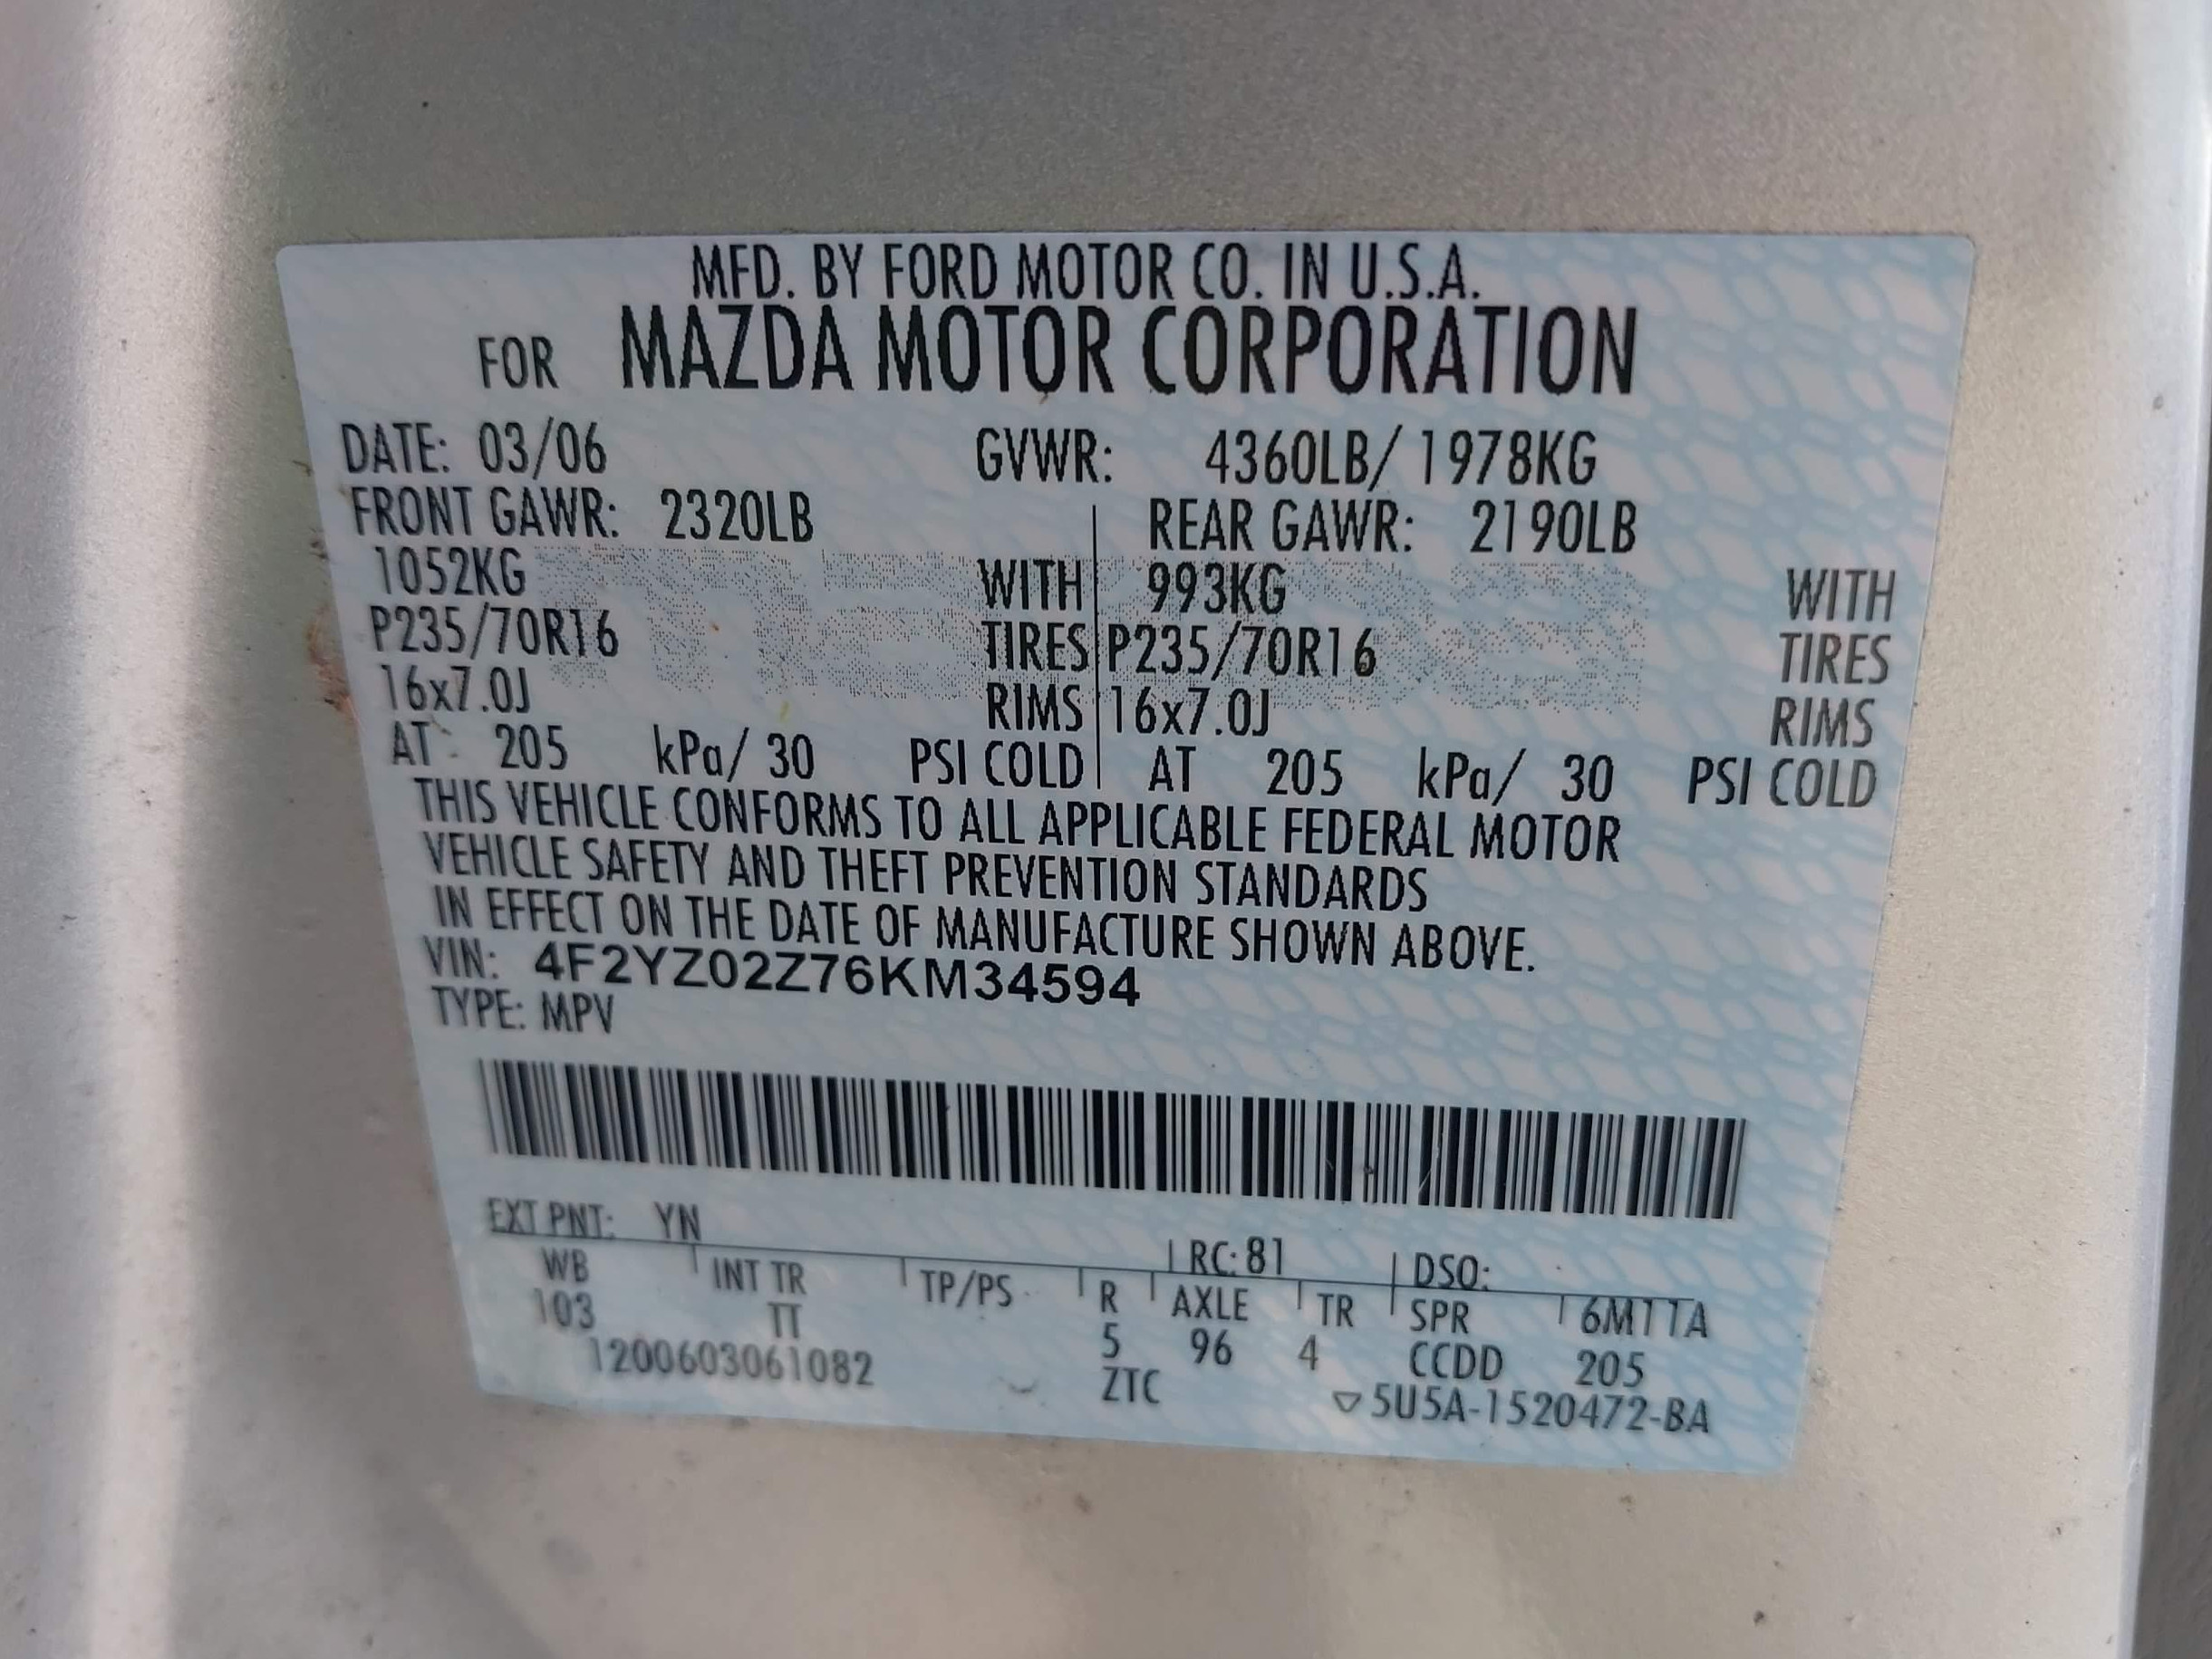 MFD. BY FORD MOTOR CO. IN U.S.A.
FOR MAZDA MOTOR CORPORATION
DATE: 03/06 GVWR: 4360LB/1978KG
FRONT GAWR: 2320LB REAR GAWR: 2190LB
1052KG WITH 993KG WITH
P235/70R16 TIRES P235/70R16 TIRES
16x7.0J RIMS 16x7.0J RIMS
AT 205 kPa/ 30 PSI COLD AT 205 kPa/ 30 PSI COLD
THIS VEHICLE CONFORMS TO ALL APPLICABLE FEDERAL MOTOR
VEHICLE SAFETY AND THEFT PREVENTION STANDARDS
IN EFFECT ON THE DATE OF MANUFACTURE SHOWN ABOVE.
VIN: 4F2YZ02Z76KM34594
TYPE: MPV
EXT PNT: YN RC: 81 DSO:
WB INT TR TP/PS R AXLE TR SPR 6M11A
103 TT 5 96 4 CCDD 205
1200603061082 ZTC ▽5U5A-1520472-BA